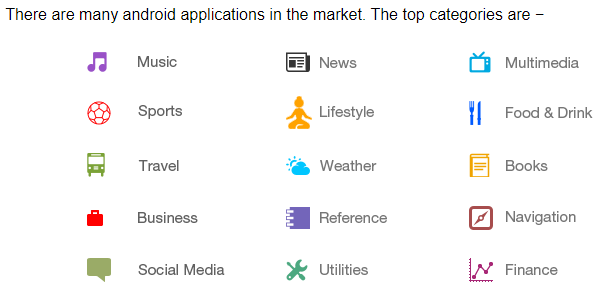 There are many android applications in the market. The top categories are −
Music News Multimedia
Sports Lifestyle Food & Drink
Travel Weather Books
Business Reference Navigation
Social Media Utilities Finance